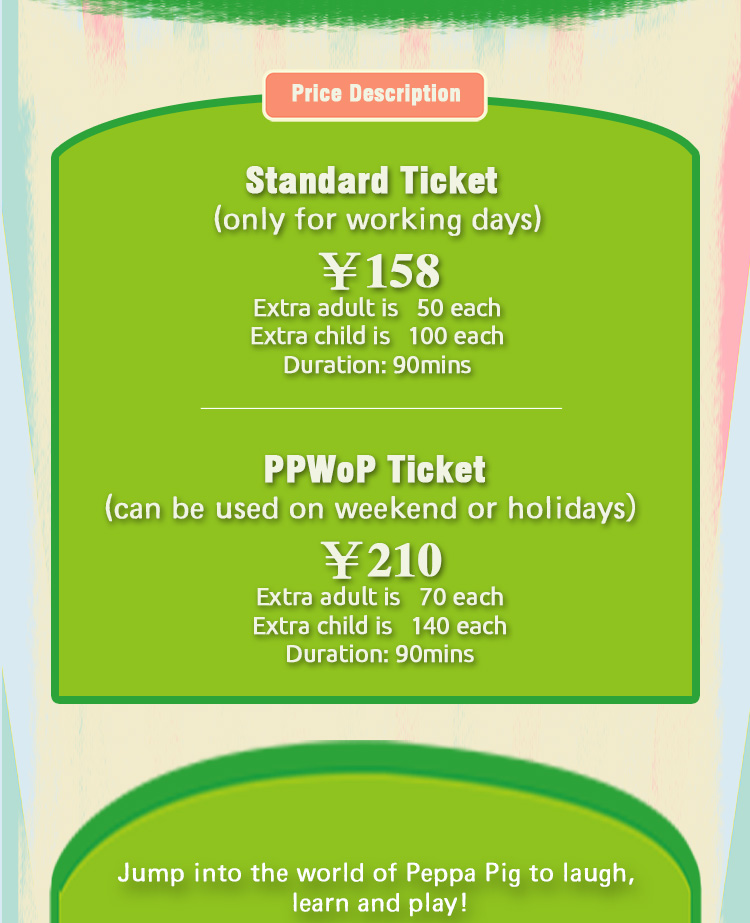 Price Description
Standard Ticket
(only for working days)
¥158
Extra adult is 50 each
Extra child is 100 each
Duration: 90mins
PPWoP Ticket
(can be used on weekend or holidays)
¥210
Extra adult is 70 each
Extra child is 140 each
Duration: 90mins
Jump into the world of Peppa Pig to laugh,
learn and play!